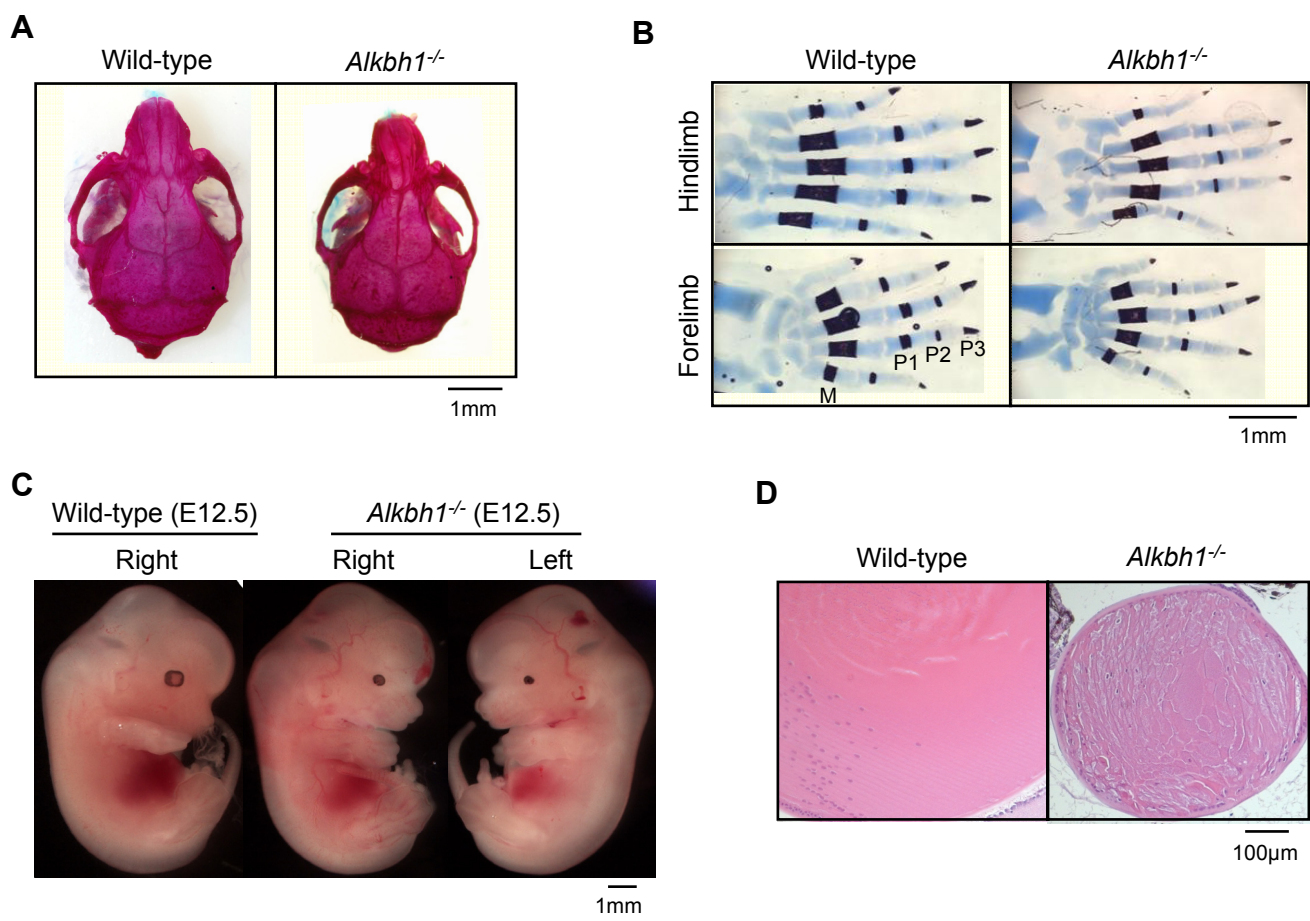 A
Wild-type
Alkbh1-/-
1mm
B
Wild-type
Alkbh1-/-
Hindlimb
Forelimb
P1
P2
P3
M
1mm
C
Wild-type (E12.5)
Alkbh1-/- (E12.5)
Right
Right
Left
1mm
D
Wild-type
Alkbh1-/-
100μm